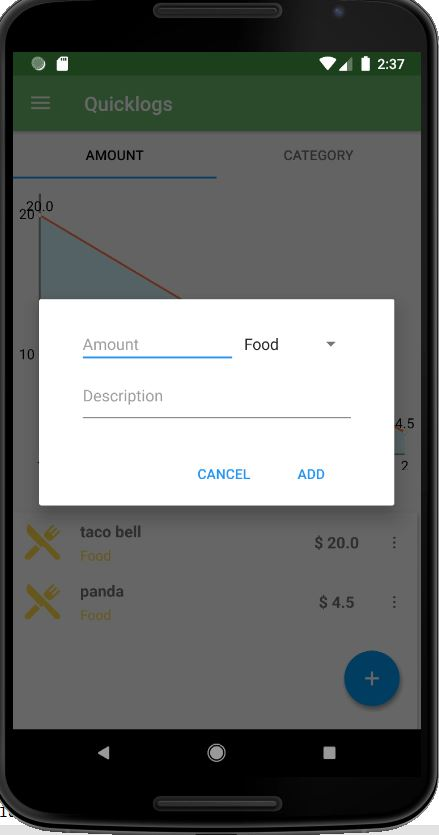 2:37
Quicklogs
AMOUNT CATEGORY
20.0
20
Amount Food
10
Description
4.5
2
CANCEL ADD
taco bell
$ 20.0
Food
panda
$ 4.5
Food
+